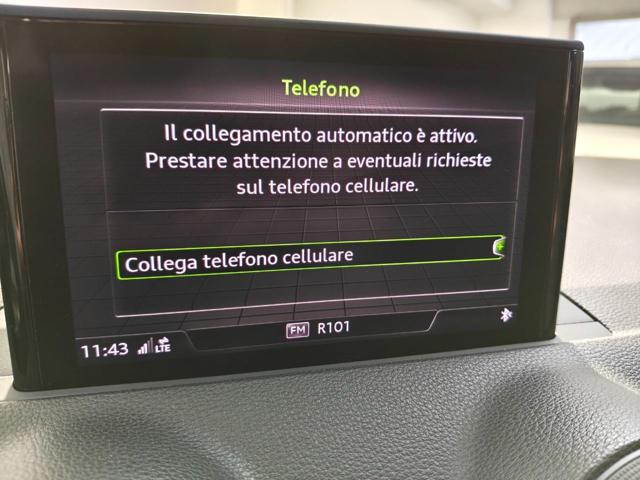 Telefono
Il collegamento automatico è attivo.
Prestare attenzione a eventuali richieste
sul telefono cellulare.
Collega telefono cellulare
FM R101
11:43 LTE